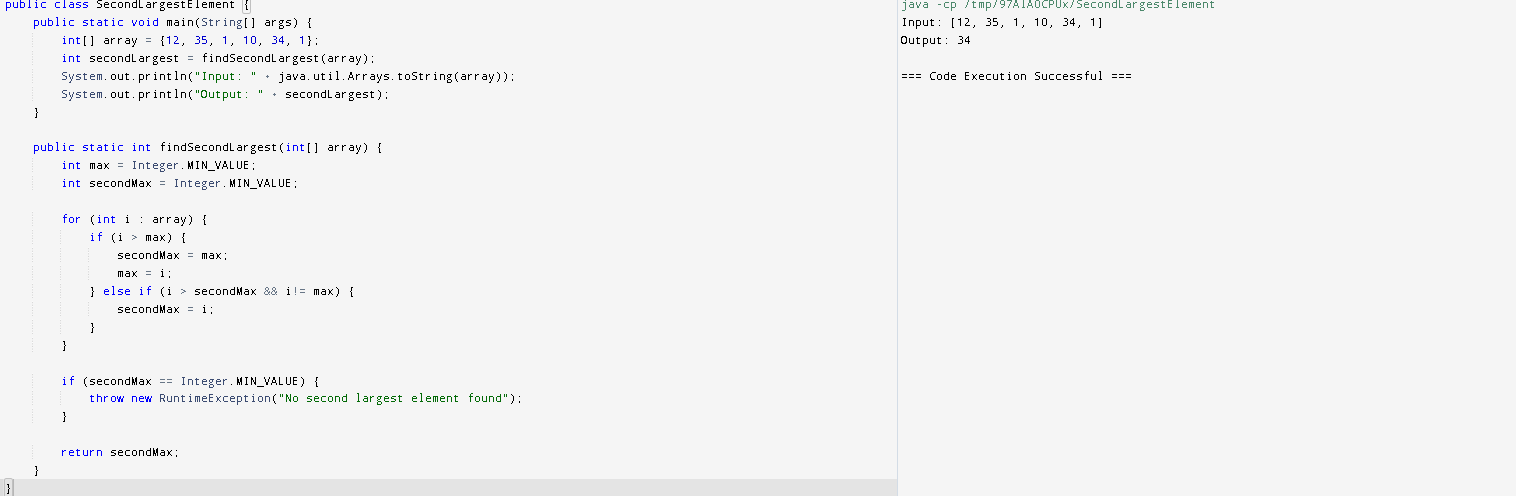 public class SecondLargestElement {
    public static void main(String[] args) {
        int[] array = {12, 35, 1, 10, 34, 1};
        int secondLargest = findSecondLargest(array);
        System.out.println("Input: " + java.util.Arrays.toString(array));
        System.out.println("Output: " + secondLargest);
    }
    public static int findSecondLargest(int[] array) {
        int max = Integer.MIN_VALUE;
        int secondMax = Integer.MIN_VALUE;
        for (int i : array) {
            if (i > max) {
                secondMax = max;
                max = i;
            } else if (i > secondMax && i!= max) {
                secondMax = i;
            }
        }
        if (secondMax == Integer.MIN_VALUE) {
            throw new RuntimeException("No second largest element found");
        }
        return secondMax;
    }
}
java -cp /tmp/97AlAOCPUx/SecondLargestElement
Input: [12, 35, 1, 10, 34, 1]
Output: 34
=== Code Execution Successful ===